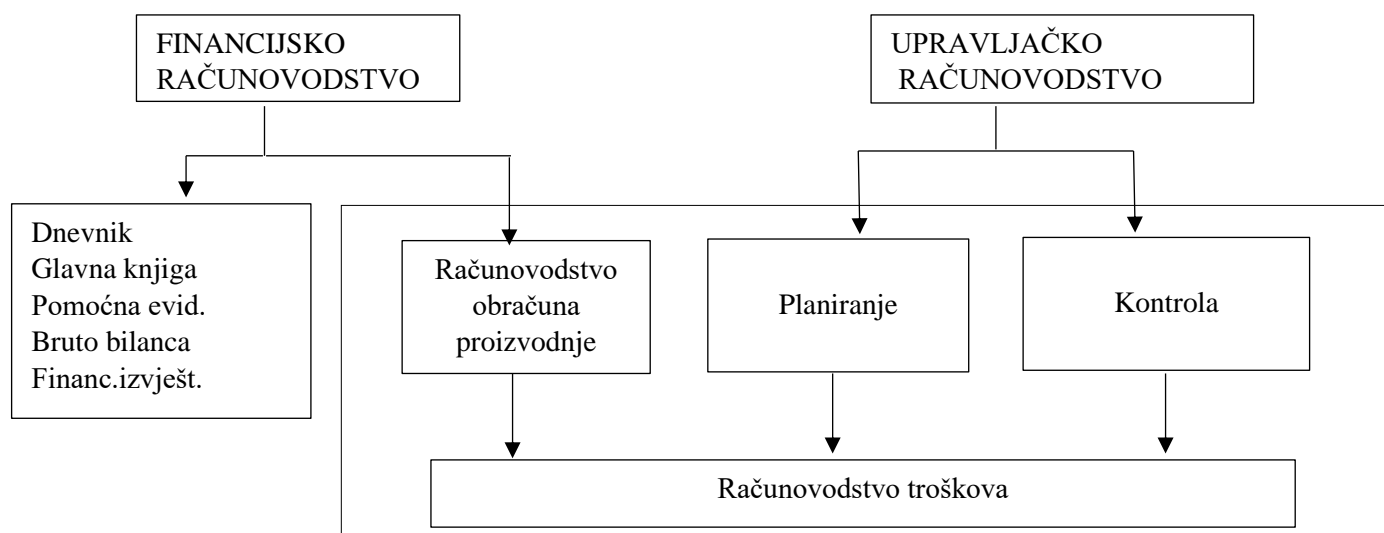 FINANCIJSKO
RAČUNOVODSTVO
UPRAVLJAČKO
RAČUNOVODSTVO
Dnevnik
Glavna knjiga
Pomoćna evid.
Bruto bilanca
Financ.izvješt.
Računovodstvo
obračuna
proizvodnje
Planiranje
Kontrola
Računovodstvo troškova